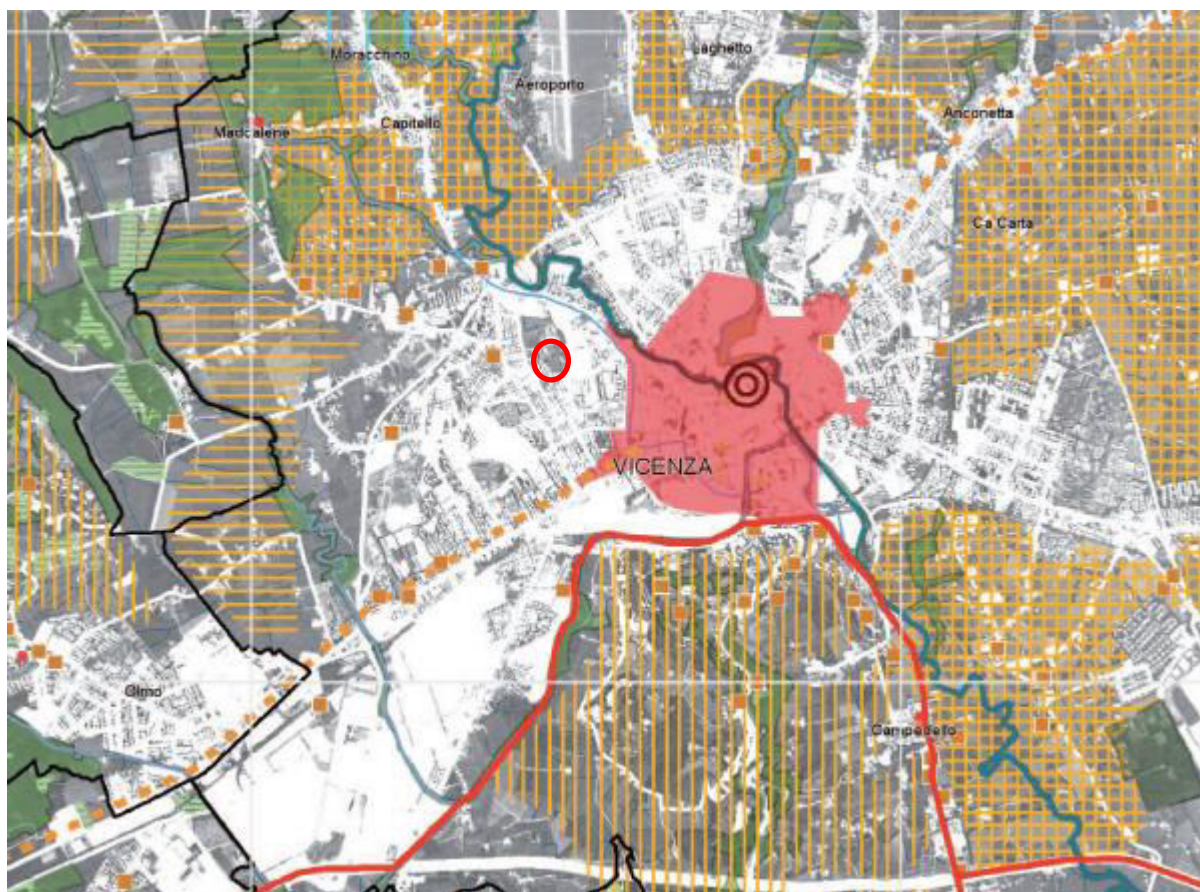 Moracchino
Laghetto
Aeroporto
Anconetta
Maddalene
Capitello
Ca Carta
VICENZA
Olmo
Campedello